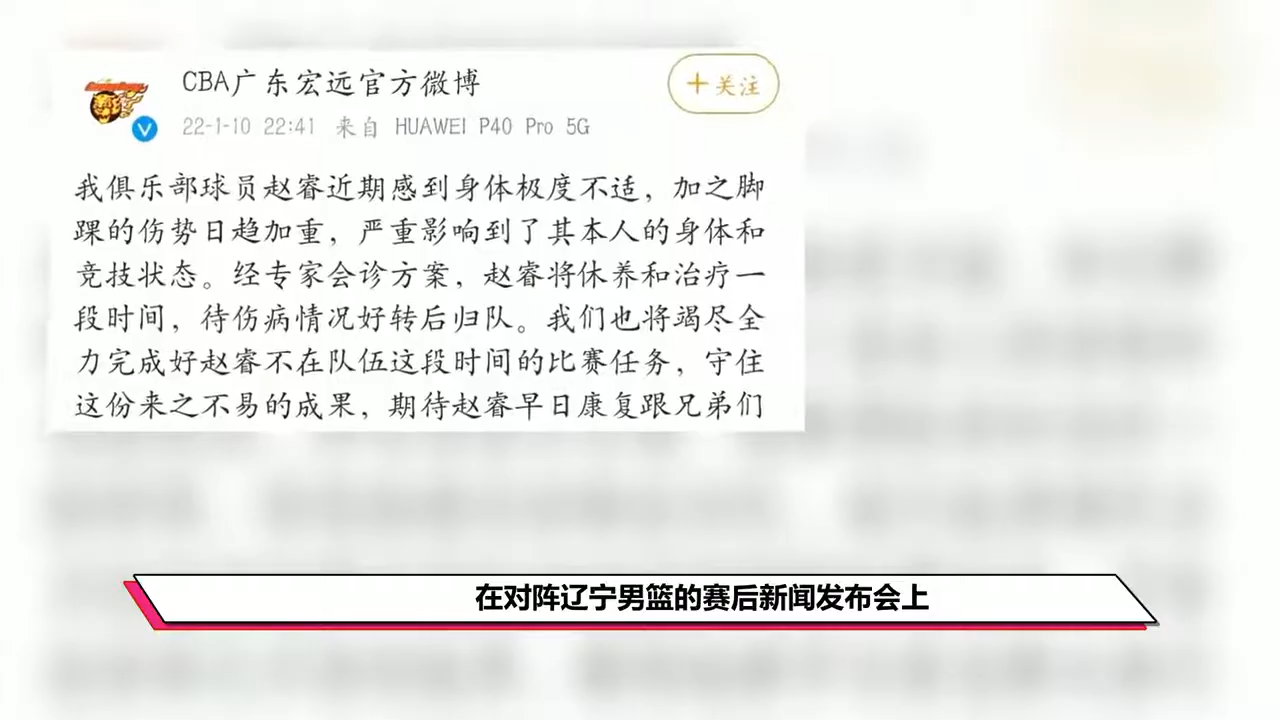 CBA广东宏远官方微博
+关注
22-1-10 22:41 来自 HUAWEI P40 Pro 5G
我俱乐部球员赵睿近期感到身体极度不适，加之脚
踝的伤势日趋加重，严重影响到了其本人的身体和
竞技状态。经专家会诊方案，赵睿将休养和治疗一
段时间，待伤病情况好转后归队。我们也将竭尽全
力完成好赵睿不在队伍这段时间的比赛任务，守住
这份来之不易的成果，期待赵睿早日康复跟兄弟们
在对阵辽宁男篮的赛后新闻发布会上